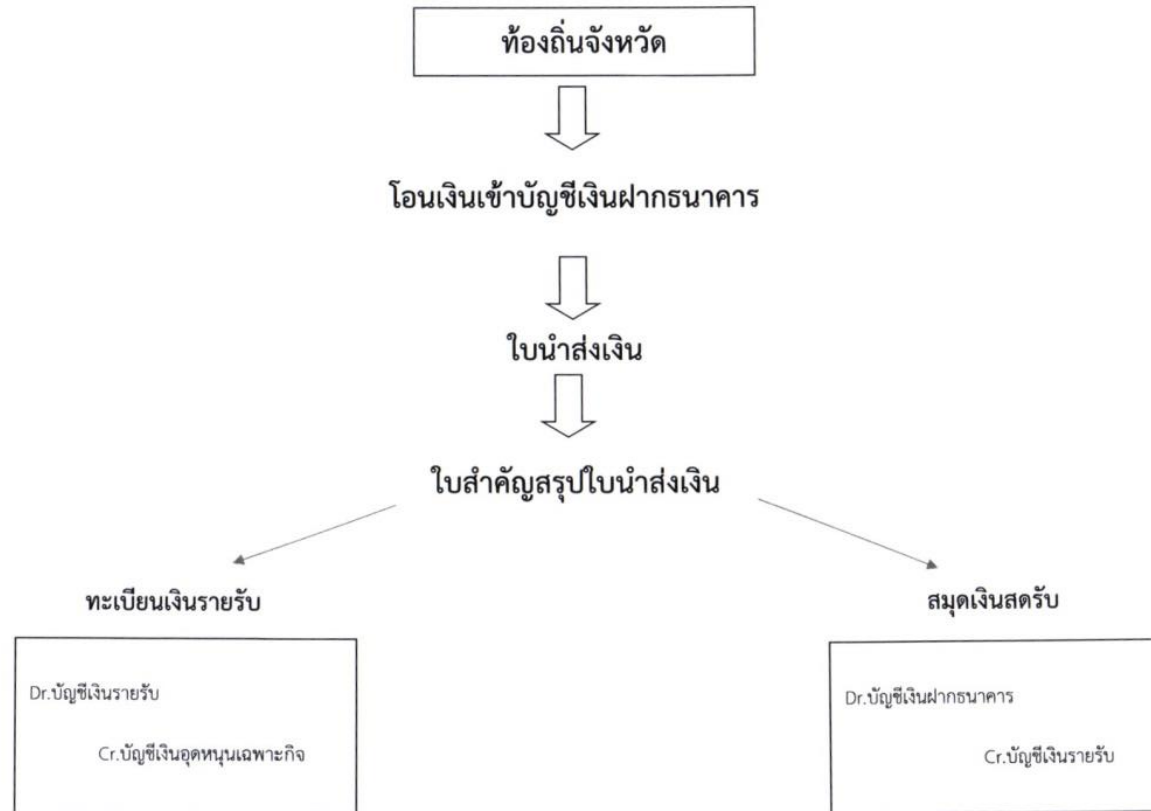 ท้องถิ่นจังหวัด
โอนเงินเข้าบัญชีเงินฝากธนาคาร
ใบนำส่งเงิน
ใบสำคัญสรุปใบนำส่งเงิน
ทะเบียนเงินรายรับ
Dr.บัญชีเงินรายรับ
Cr.บัญชีเงินอุดหนุนเฉพาะกิจ
สมุดเงินสดรับ
Dr.บัญชีเงินฝากธนาคาร
Cr.บัญชีเงินรายรับ